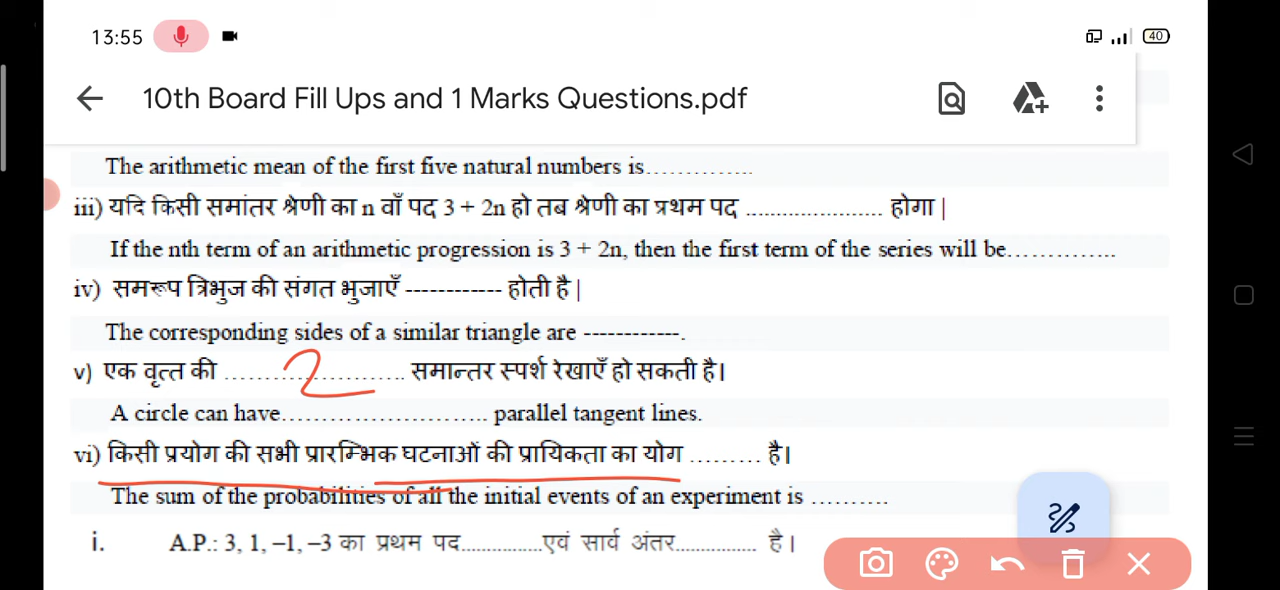 13:55
40
10th Board Fill Ups and 1 Marks Questions.pdf
The arithmetic mean of the first five natural numbers is..............
iii) यदि किसी समांतर श्रेणी का n वाँ पद 3 + 2n हो तब श्रेणी का प्रथम पद ...................... होगा |
If the nth term of an arithmetic progression is 3 + 2n, then the first term of the series will be..............
iv) समरूप त्रिभुज की संगत भुजाएँ ------------ होती है |
The corresponding sides of a similar triangle are ------------.
v) एक वृत्त की ........2........ समान्तर स्पर्श रेखाएँ हो सकती है।
A circle can have.......................... parallel tangent lines.
vi) किसी प्रयोग की सभी प्रारम्भिक घटनाओं की प्रायिकता का योग ......... है।
The sum of the probabilities of all the initial events of an experiment is ..........
i. A.P.: 3, 1, –1, –3 का प्रथम पद...............एवं सार्व अंतर............... है।